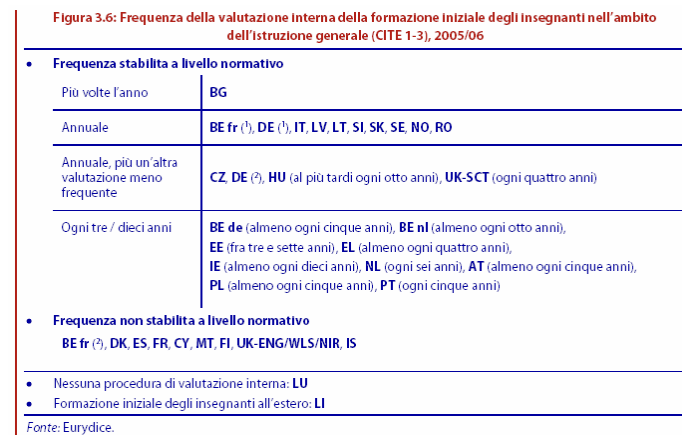 Figura 3.6: Frequenza della valutazione interna della formazione iniziale degli insegnanti nell'ambito
dell'istruzione generale (CITE 1-3), 2005/06
• Frequenza stabilita a livello normativo
Più volte l'anno BG
Annuale BE fr (¹), DE (¹), IT, LV, LT, SI, SK, SE, NO, RO
Annuale, più un'altra
valutazione meno
frequente
CZ, DE (²), HU (al più tardi ogni otto anni), UK-SCT (ogni quattro anni)
Ogni tre / dieci anni BE de (almeno ogni cinque anni), BE nl (almeno ogni otto anni),
EE (fra tre e sette anni), EL (almeno ogni quattro anni),
IE (almeno ogni dieci anni), NL (ogni sei anni), AT (almeno ogni cinque anni),
PL (almeno ogni cinque anni), PT (ogni cinque anni)
• Frequenza non stabilita a livello normativo
BE fr (²), DK, ES, FR, CY, MT, FI, UK-ENG/WLS/NIR, IS
• Nessuna procedura di valutazione interna: LU
• Formazione iniziale degli insegnanti all'estero: LI
Fonte: Eurydice.